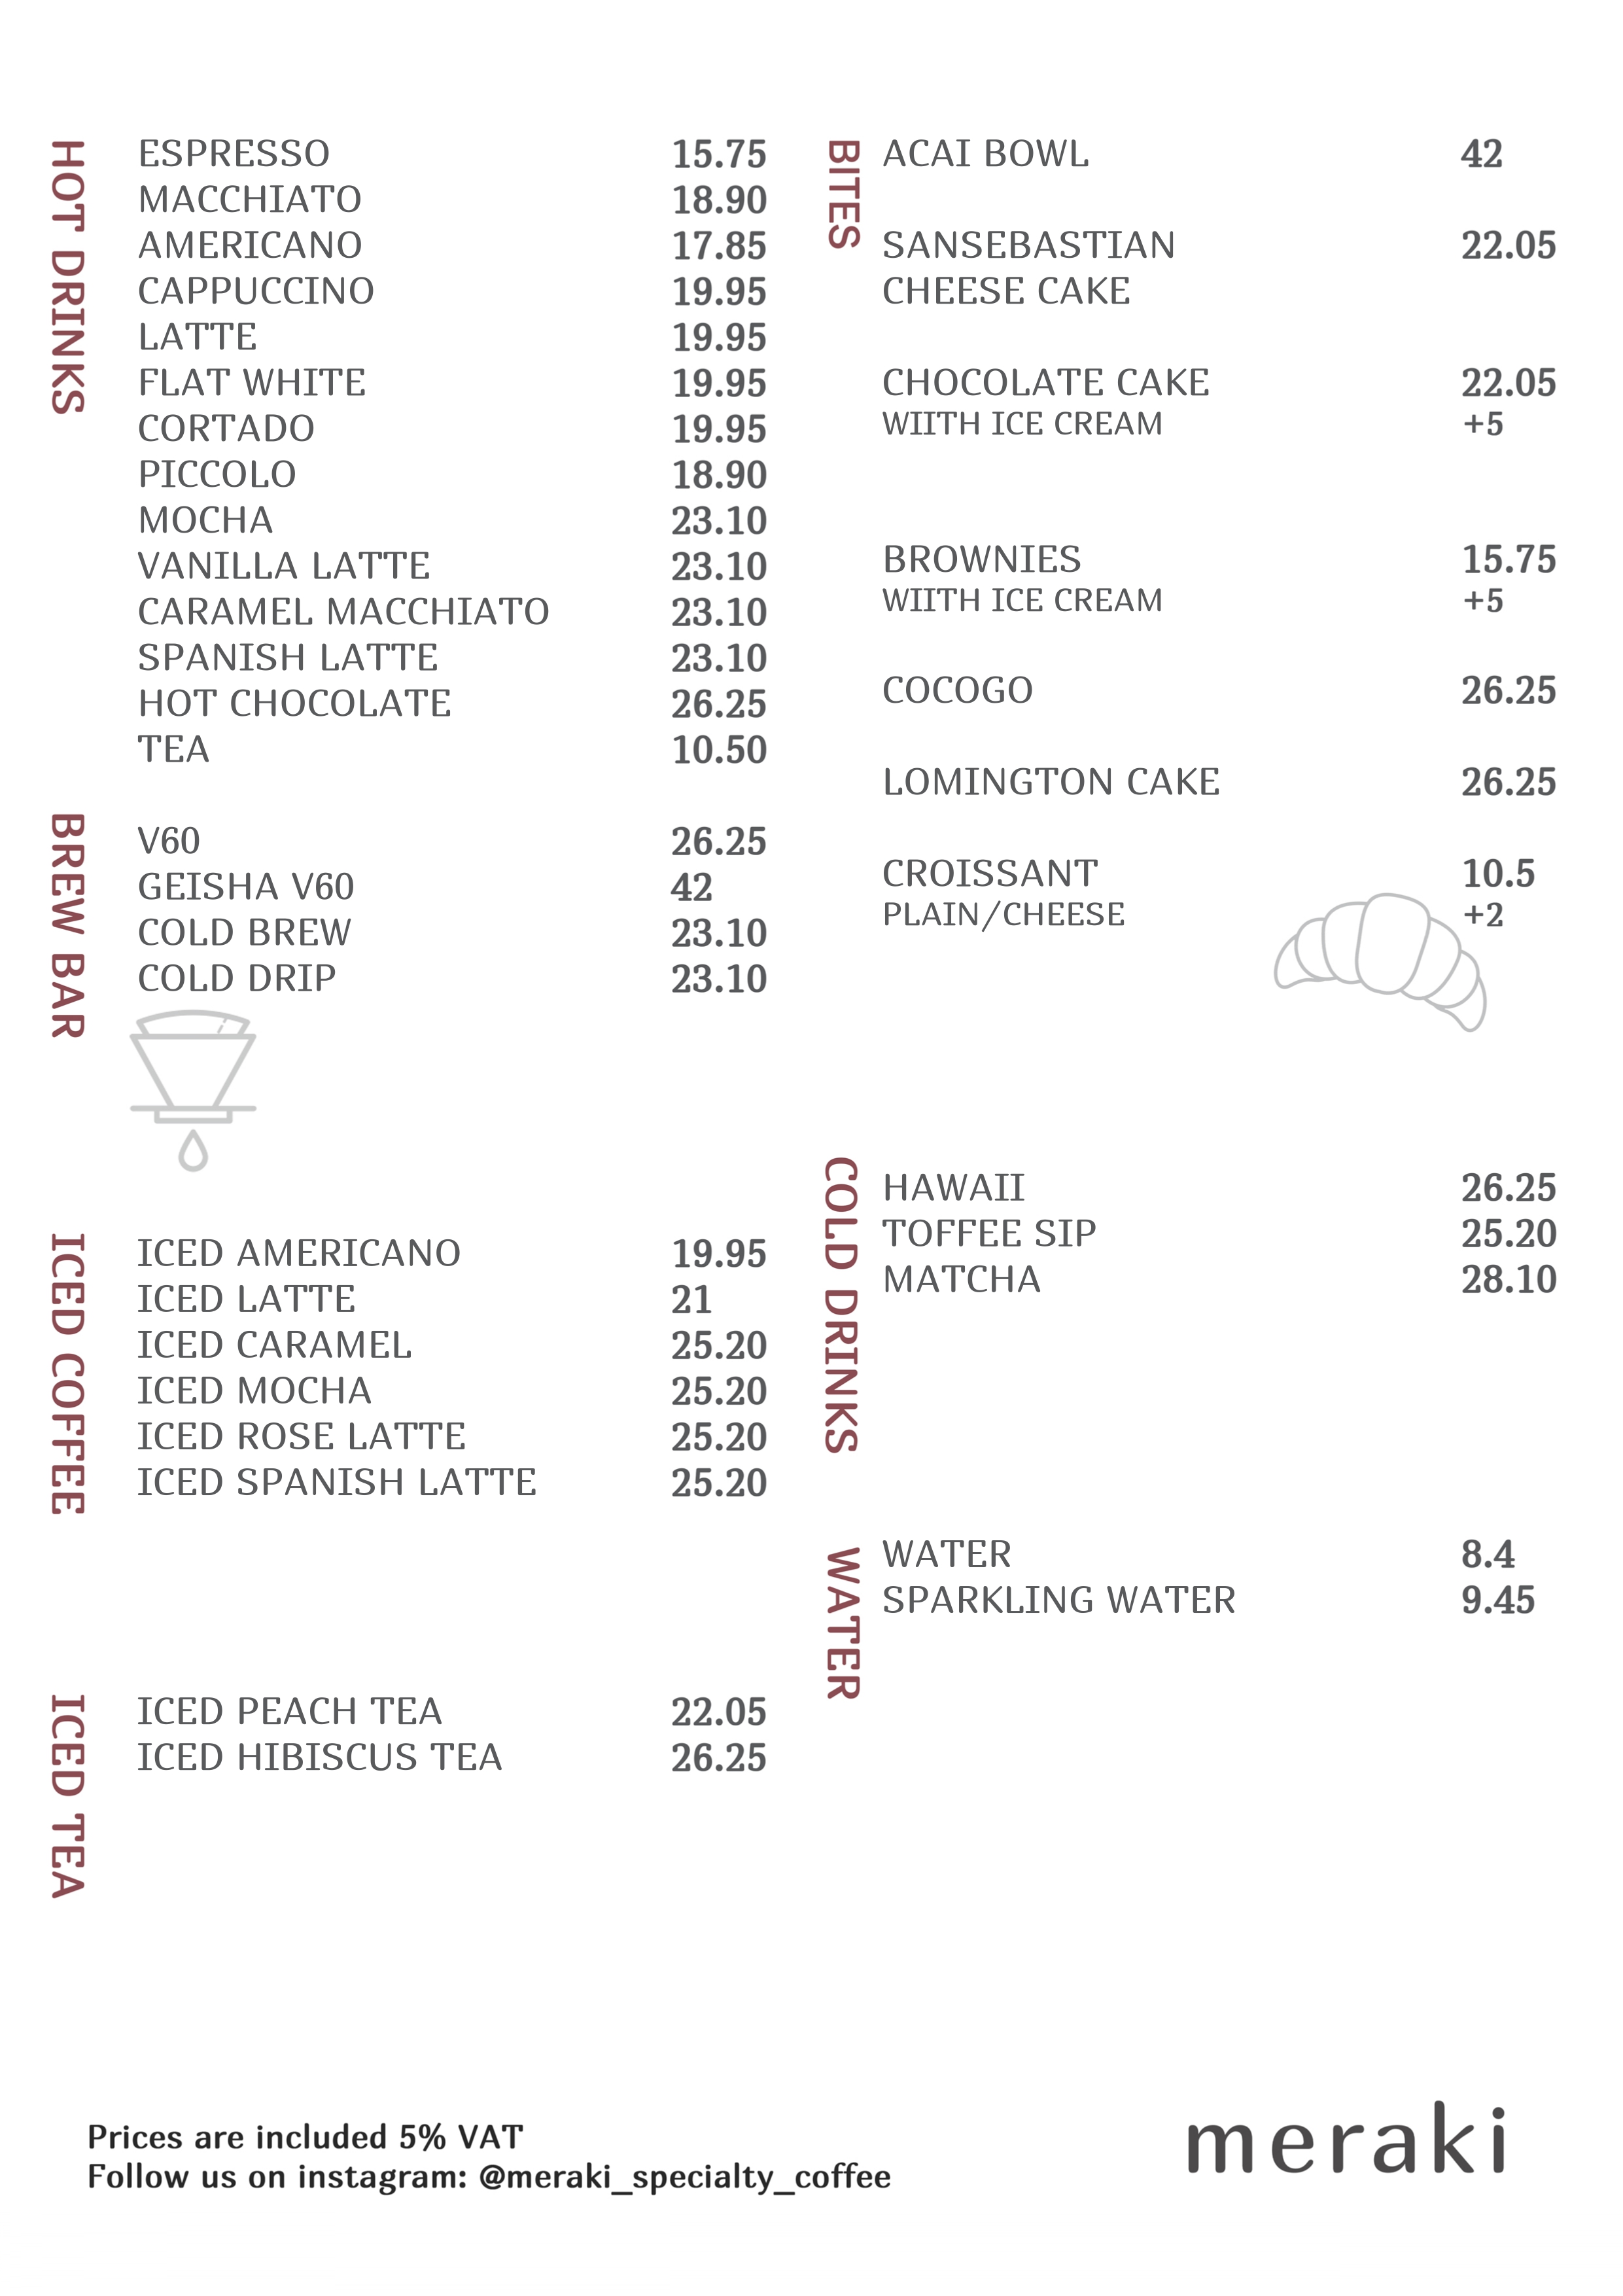 HOT DRINKS
ESPRESSO 15.75
MACCHIATO 18.90
AMERICANO 17.85
CAPPUCCINO 19.95
LATTE 19.95
FLAT WHITE 19.95
CORTADO 19.95
PICCOLO 18.90
MOCHA 23.10
VANILLA LATTE 23.10
CARAMEL MACCHIATO 23.10
SPANISH LATTE 23.10
HOT CHOCOLATE 26.25
TEA 10.50
BREW BAR
V60 26.25
GEISHA V60 42
COLD BREW 23.10
COLD DRIP 23.10
ICED COFFEE
ICED AMERICANO 19.95
ICED LATTE 21
ICED CARAMEL 25.20
ICED MOCHA 25.20
ICED ROSE LATTE 25.20
ICED SPANISH LATTE 25.20
ICED TEA
ICED PEACH TEA 22.05
ICED HIBISCUS TEA 26.25
BITES
ACAI BOWL 42
SANSEBASTIAN 22.05
CHEESE CAKE
CHOCOLATE CAKE 22.05
WIITH ICE CREAM +5
BROWNIES 15.75
WIITH ICE CREAM +5
COCOGO 26.25
LOMINGTON CAKE 26.25
CROISSANT 10.5
PLAIN/CHEESE +2
COLD DRINKS
HAWAII 26.25
TOFFEE SIP 25.20
MATCHA 28.10
WATER
WATER 8.4
SPARKLING WATER 9.45
Prices are included 5% VAT
Follow us on instagram: @meraki_specialty_coffee
meraki